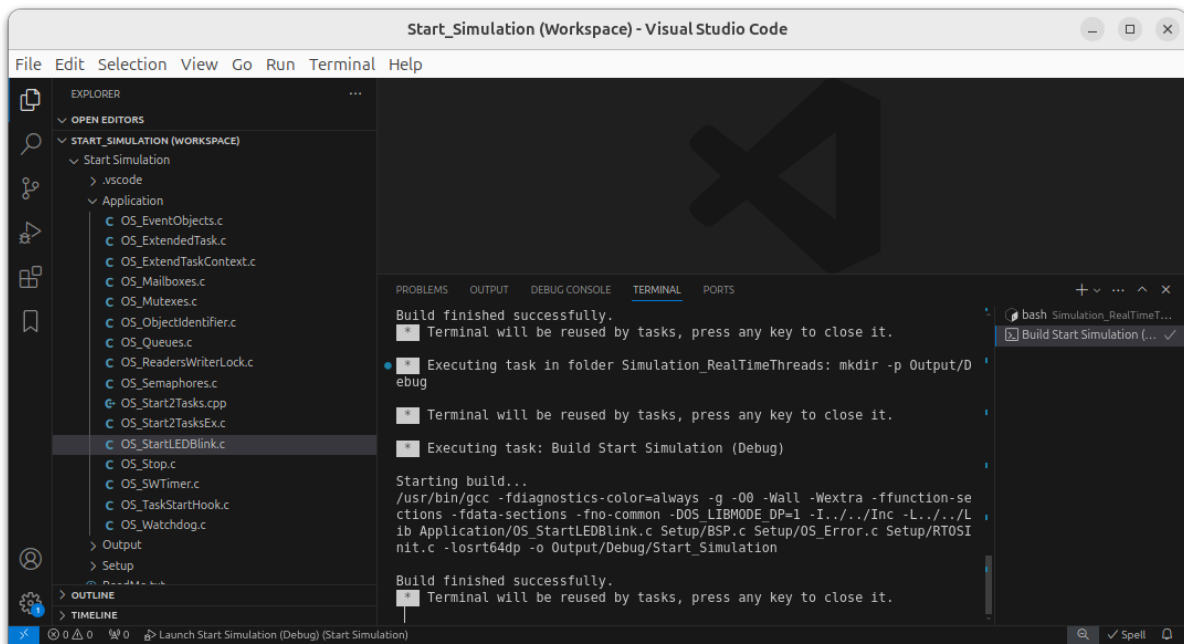 Start_Simulation (Workspace) - Visual Studio Code
File Edit Selection View Go Run Terminal Help
EXPLORER
OPEN EDITORS
START_SIMULATION (WORKSPACE)
Start Simulation
.vscode
Application
C OS_EventObjects.c
C OS_ExtendedTask.c
C OS_ExtendTaskContext.c
C OS_Mailboxes.c
C OS_Mutexes.c
C OS_ObjectIdentifier.c
C OS_Queues.c
C OS_ReadersWriterLock.c
C OS_Semaphores.c
C+ OS_Start2Tasks.cpp
C OS_Start2TasksEx.c
C OS_StartLEDBlink.c
C OS_Stop.c
C OS_SWTimer.c
C OS_TaskStartHook.c
C OS_Watchdog.c
Output
Setup
ReadMe.txt
OUTLINE
TIMELINE
PROBLEMS OUTPUT DEBUG CONSOLE TERMINAL PORTS
Build finished successfully.
* Terminal will be reused by tasks, press any key to close it.
* Executing task in folder Simulation_RealTimeThreads: mkdir -p Output/D
ebug
* Terminal will be reused by tasks, press any key to close it.
* Executing task: Build Start Simulation (Debug)
Starting build...
/usr/bin/gcc -fdiagnostics-color=always -g -O0 -Wall -Wextra -ffunction-se
ctions -fdata-sections -fno-common -DOS_LIBMODE_DP=1 -I../../Inc -L../../L
ib Application/OS_StartLEDBlink.c Setup/BSP.c Setup/OS_Error.c Setup/RTOSI
nit.c -losrt64dp -o Output/Debug/Start_Simulation
Build finished successfully.
* Terminal will be reused by tasks, press any key to close it.
bash Simulation_RealTimeT...
Build Start Simulation (...
1
0 0 0 Launch Start Simulation (Debug) (Start Simulation) Spell